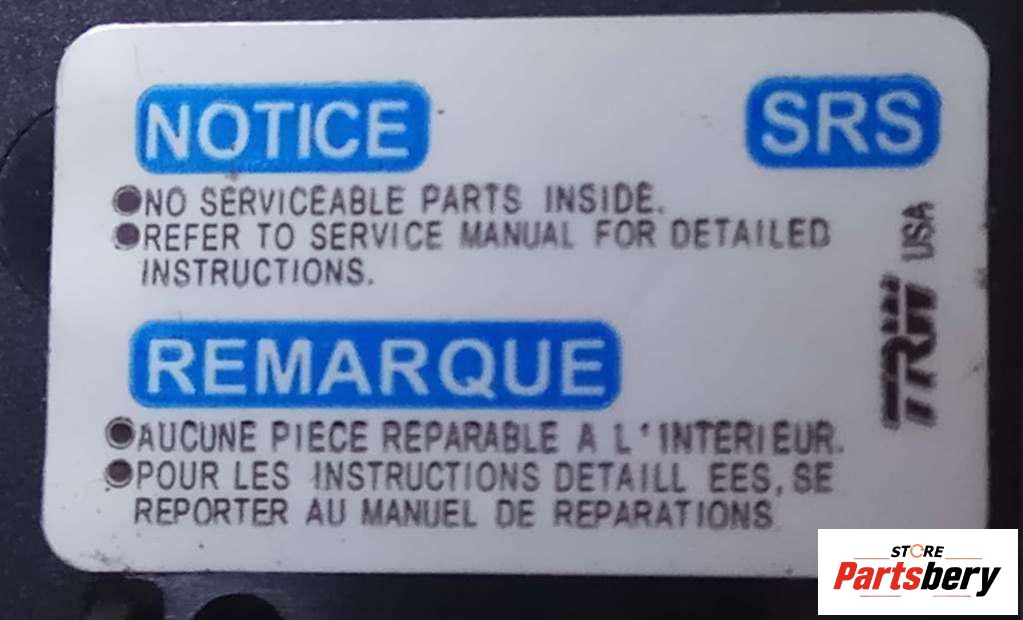 NOTICE
SRS
●NO SERVICEABLE PARTS INSIDE.
●REFER TO SERVICE MANUAL FOR DETAILED
INSTRUCTIONS.
TRW USA
REMARQUE
●AUCUNE PIECE REPARABLE A L'INTERIEUR.
●POUR LES INSTRUCTIONS DETAILL EES, SE
REPORTER AU MANUEL DE REPARATIONS
STORE
Partsbery